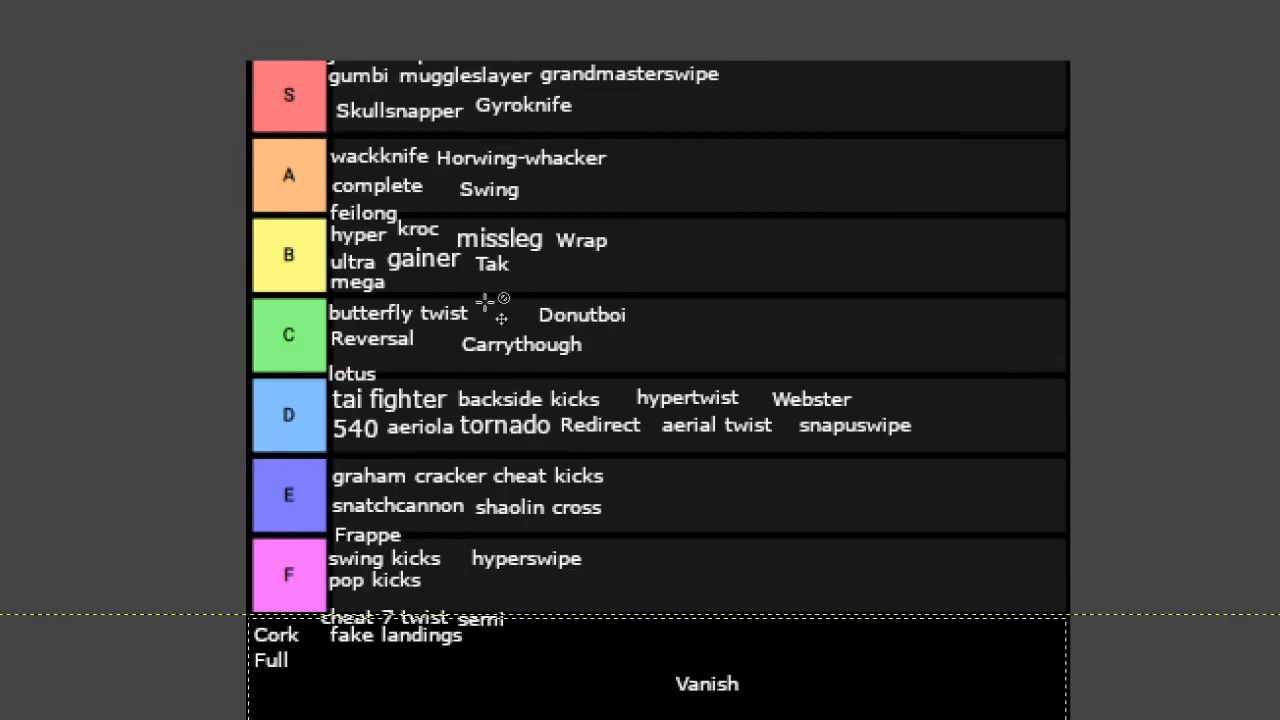 S
gumbi muggleslayer grandmasterswipe
Skullsnapper Gyroknife
A
wackknife Horwing-whacker
complete Swing
feilong
B
hyper kroc missleg Wrap
ultra gainer Tak
mega
C
butterfly twist Donutboi
Reversal Carrythough
lotus
D
tai fighter backside kicks hypertwist Webster
540 aeriola tornado Redirect aerial twist snapuswipe
E
graham cracker cheat kicks
snatchcannon shaolin cross
Frappe
F
swing kicks hyperswipe
pop kicks
cheat 7 twist semi
Cork fake landings
Full
Vanish